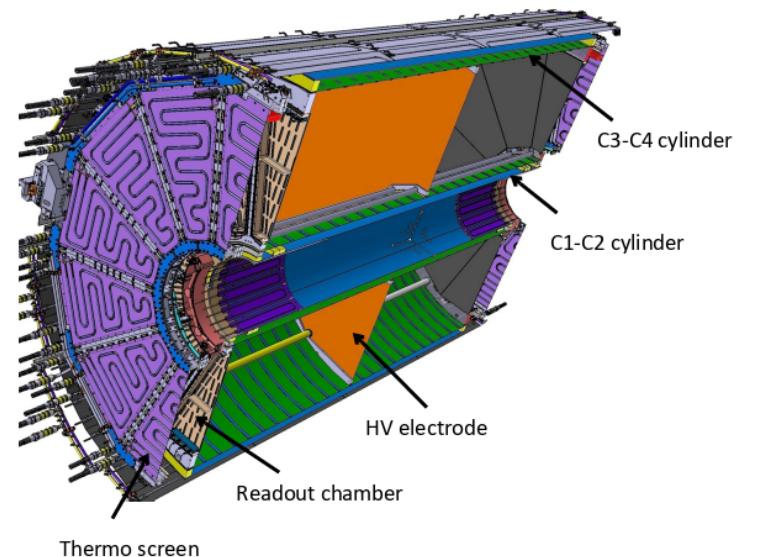 C3-C4 cylinder
C1-C2 cylinder
HV electrode
Readout chamber
Thermo screen